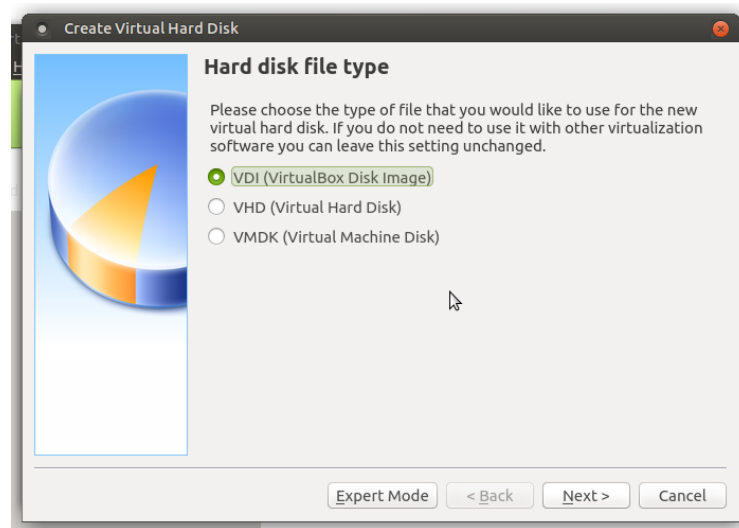 Create Virtual Hard Disk
Hard disk file type
Please choose the type of file that you would like to use for the new
virtual hard disk. If you do not need to use it with other virtualization
software you can leave this setting unchanged.
VDI (VirtualBox Disk Image)
VHD (Virtual Hard Disk)
VMDK (Virtual Machine Disk)
Expert Mode
< Back
Next >
Cancel